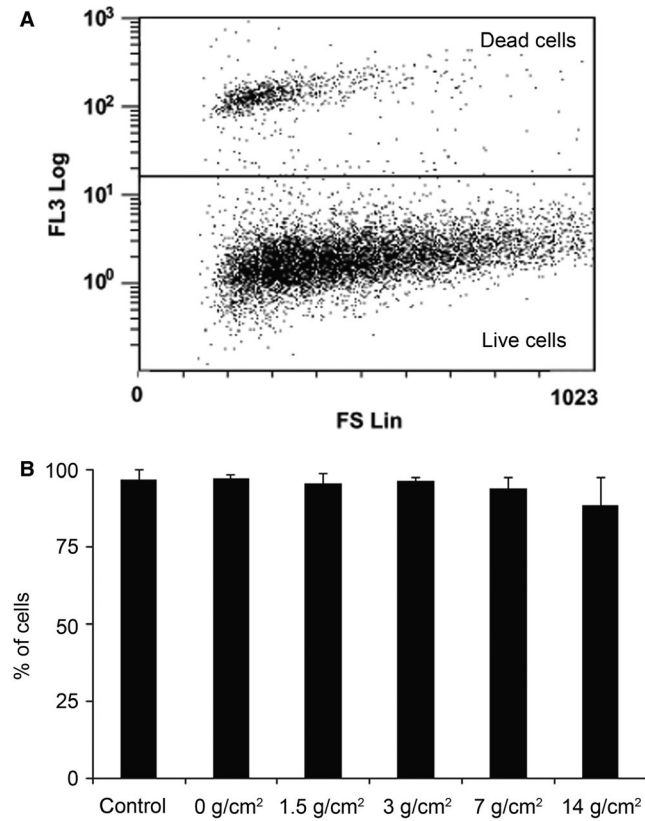 A
10³
Dead cells
10²
FL3 Log
10¹
10⁰
Live cells
0
1023
FS Lin
B
100
75
% of cells
50
25
0
Control 0 g/cm² 1.5 g/cm² 3 g/cm² 7 g/cm² 14 g/cm²